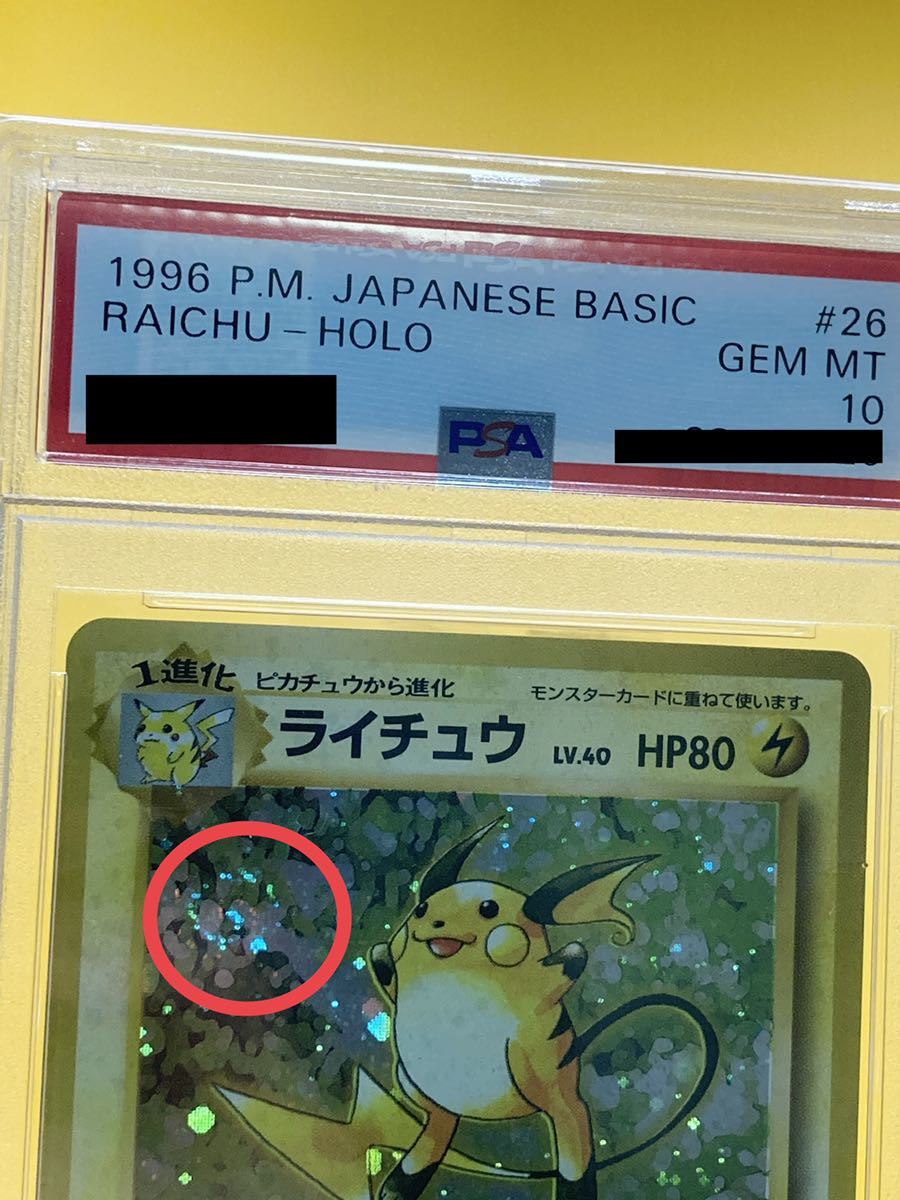 1996 P.M. JAPANESE BASIC
#26
RAICHU – HOLO
GEM MT
10
PSA
1進化
ピカチュウから進化
モンスターカードに重ねて使います。
ライチュウ LV.40 HP80